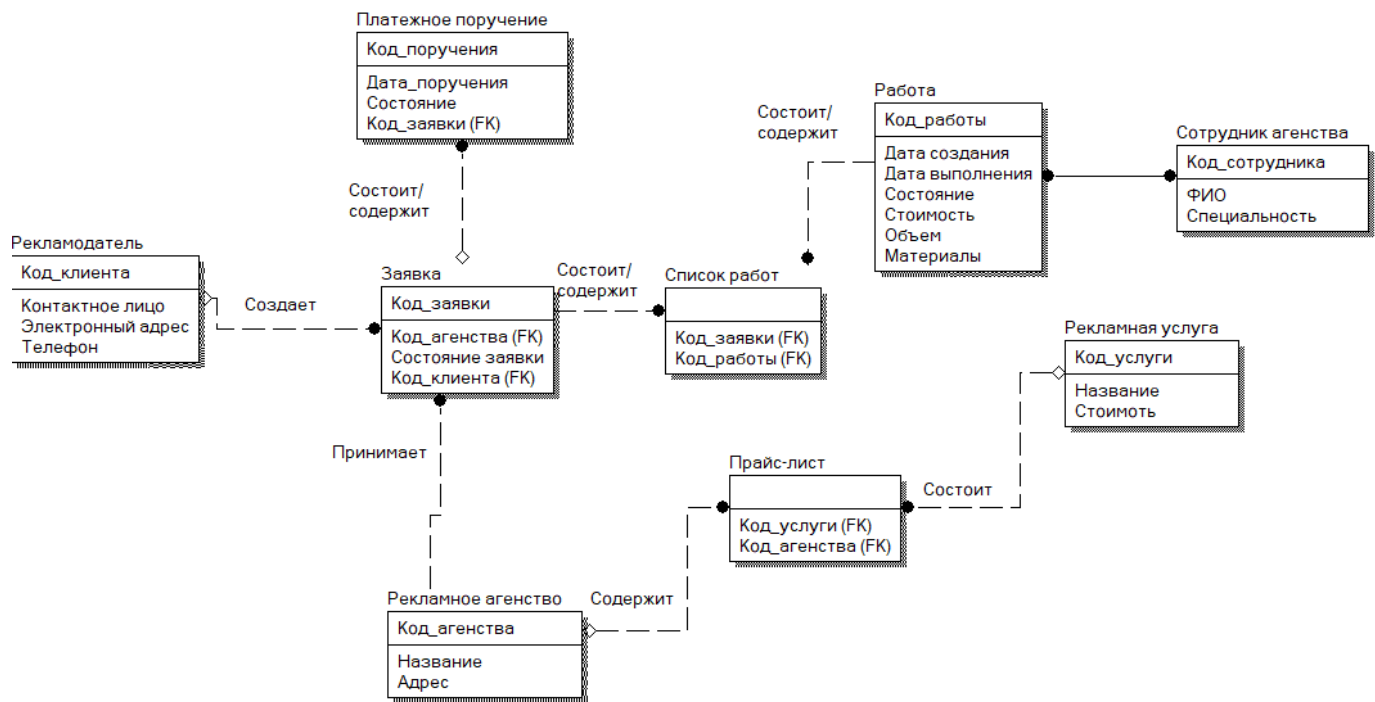 Платежное поручение
Код_поручения
Дата_поручения
Состояние
Код_заявки (FK)
Состоит/
содержит
Работа
Код_работы
Дата создания
Дата выполнения
Состояние
Стоимость
Объем
Материалы
Состоит/
содержит
Сотрудник агенства
Код_сотрудника
ФИО
Специальность
Рекламодатель
Код_клиента
Контактное лицо
Электронный адрес
Телефон
Создает
Заявка
Код_заявки
Код_агенства (FK)
Состояние заявки
Код_клиента (FK)
Состоит/
содержит
Список работ
Код_заявки (FK)
Код_работы (FK)
Рекламная услуга
Код_услуги
Название
Стоимоть
Принимает
Прайс-лист
Код_услуги (FK)
Код_агенства (FK)
Состоит
Рекламное агенство
Код_агенства
Название
Адрес
Содержит